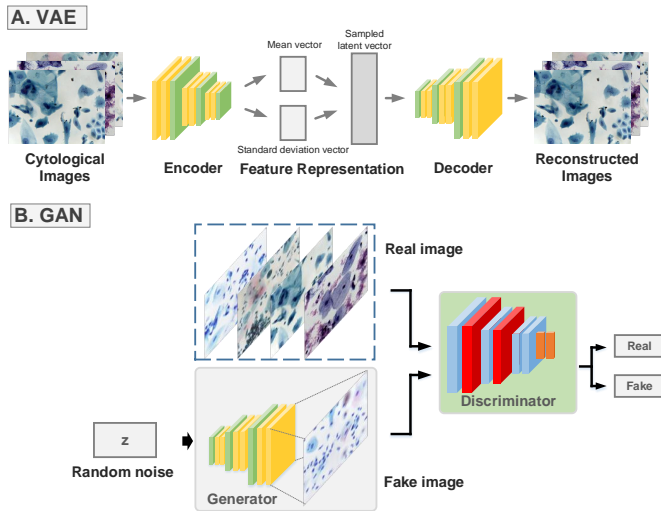 A. VAE
Mean vector
Sampled
latent vector
Standard deviation vector
Cytological
Images
Encoder
Feature Representation
Decoder
Reconstructed
Images
B. GAN
Real image
Real
Fake
Discriminator
z
Random noise
Generator
Fake image